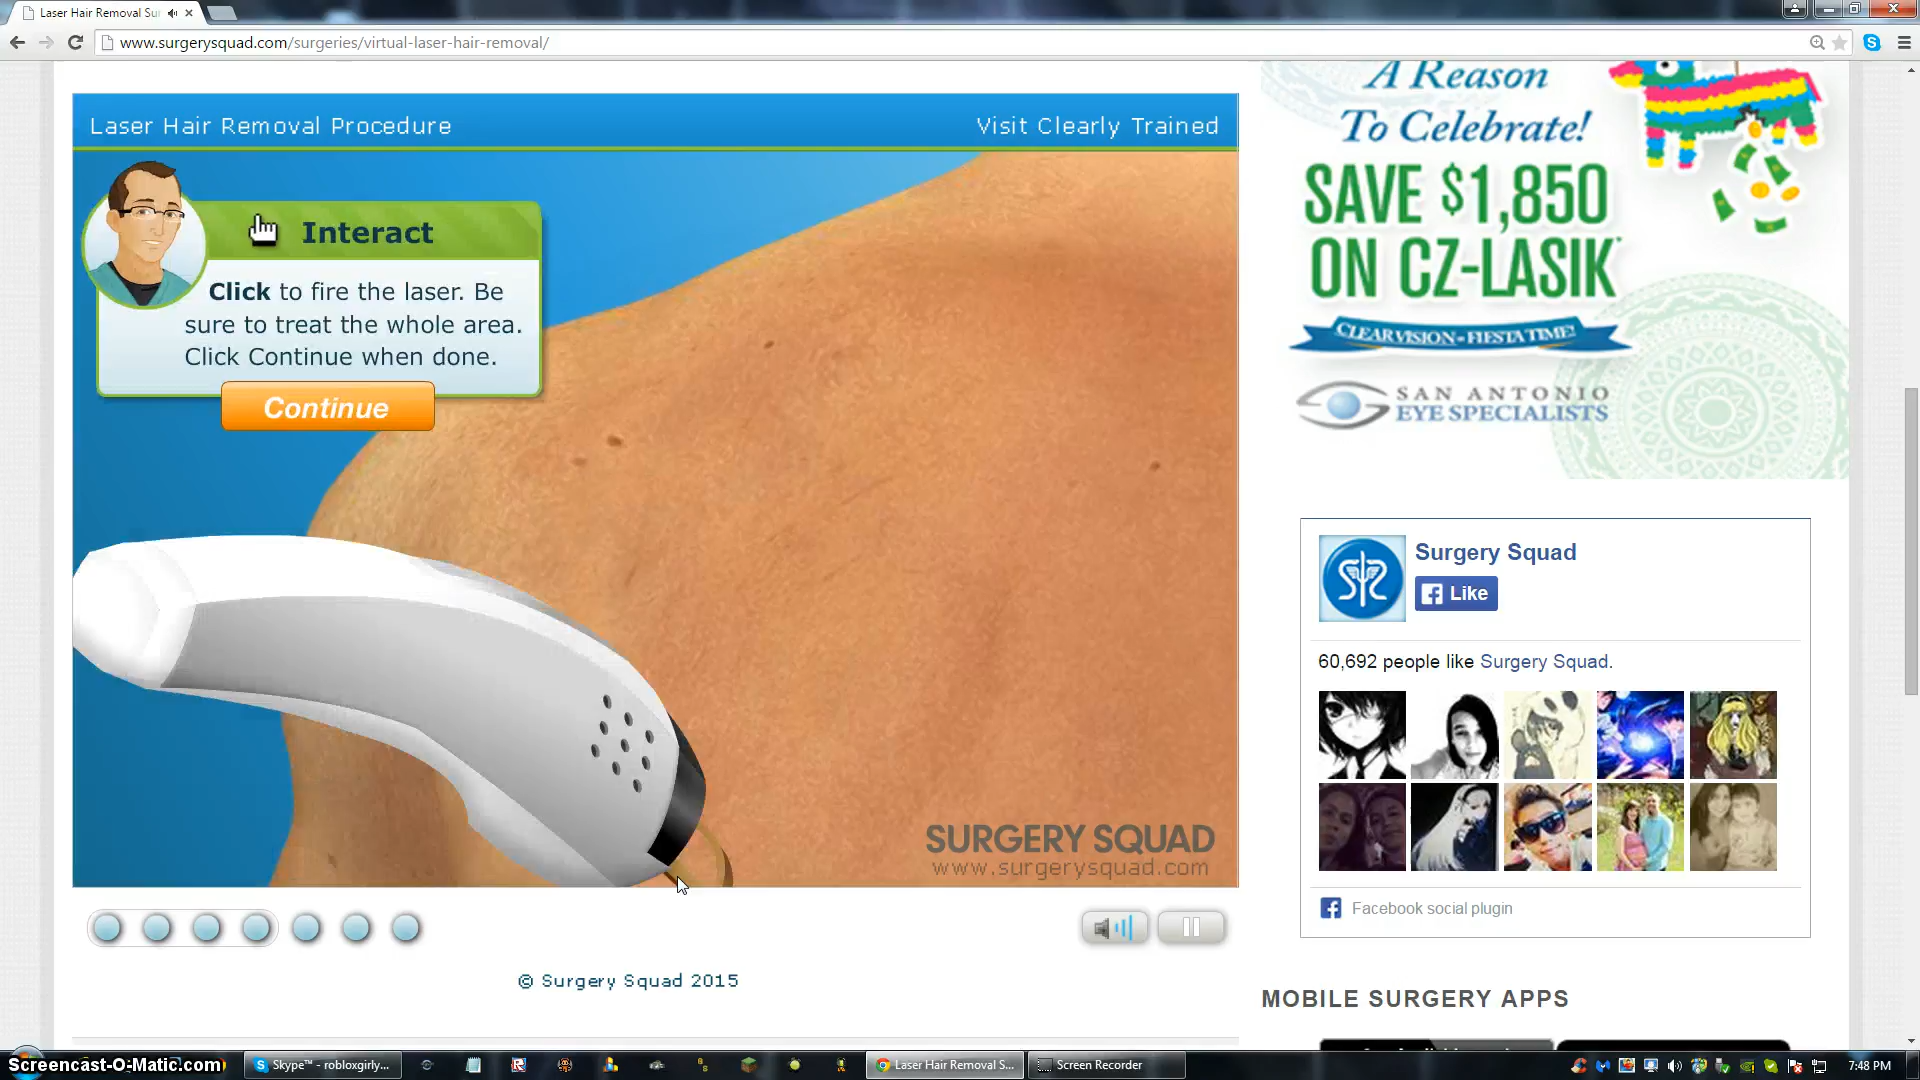 Laser Hair Removal Su
www.surgerysquad.com/surgeries/virtual-laser-hair-removal/
Laser Hair Removal Procedure
Visit Clearly Trained
Interact
Click to fire the laser. Be
sure to treat the whole area.
Click Continue when done.
Continue
SURGERY SQUAD
www.surgerysquad.com
© Surgery Squad 2015
A Reason
To Celebrate!
SAVE $1,850
ON CZ-LASIK*
CLEARVISION - FIESTA TIME!
SAN ANTONIO
EYE SPECIALISTS
Surgery Squad
Like
60,692 people like Surgery Squad.
Facebook social plugin
MOBILE SURGERY APPS
Screencast-O-Matic.com
Skype™ - robloxgirly...
Laser Hair Removal S...
Screen Recorder
7:48 PM